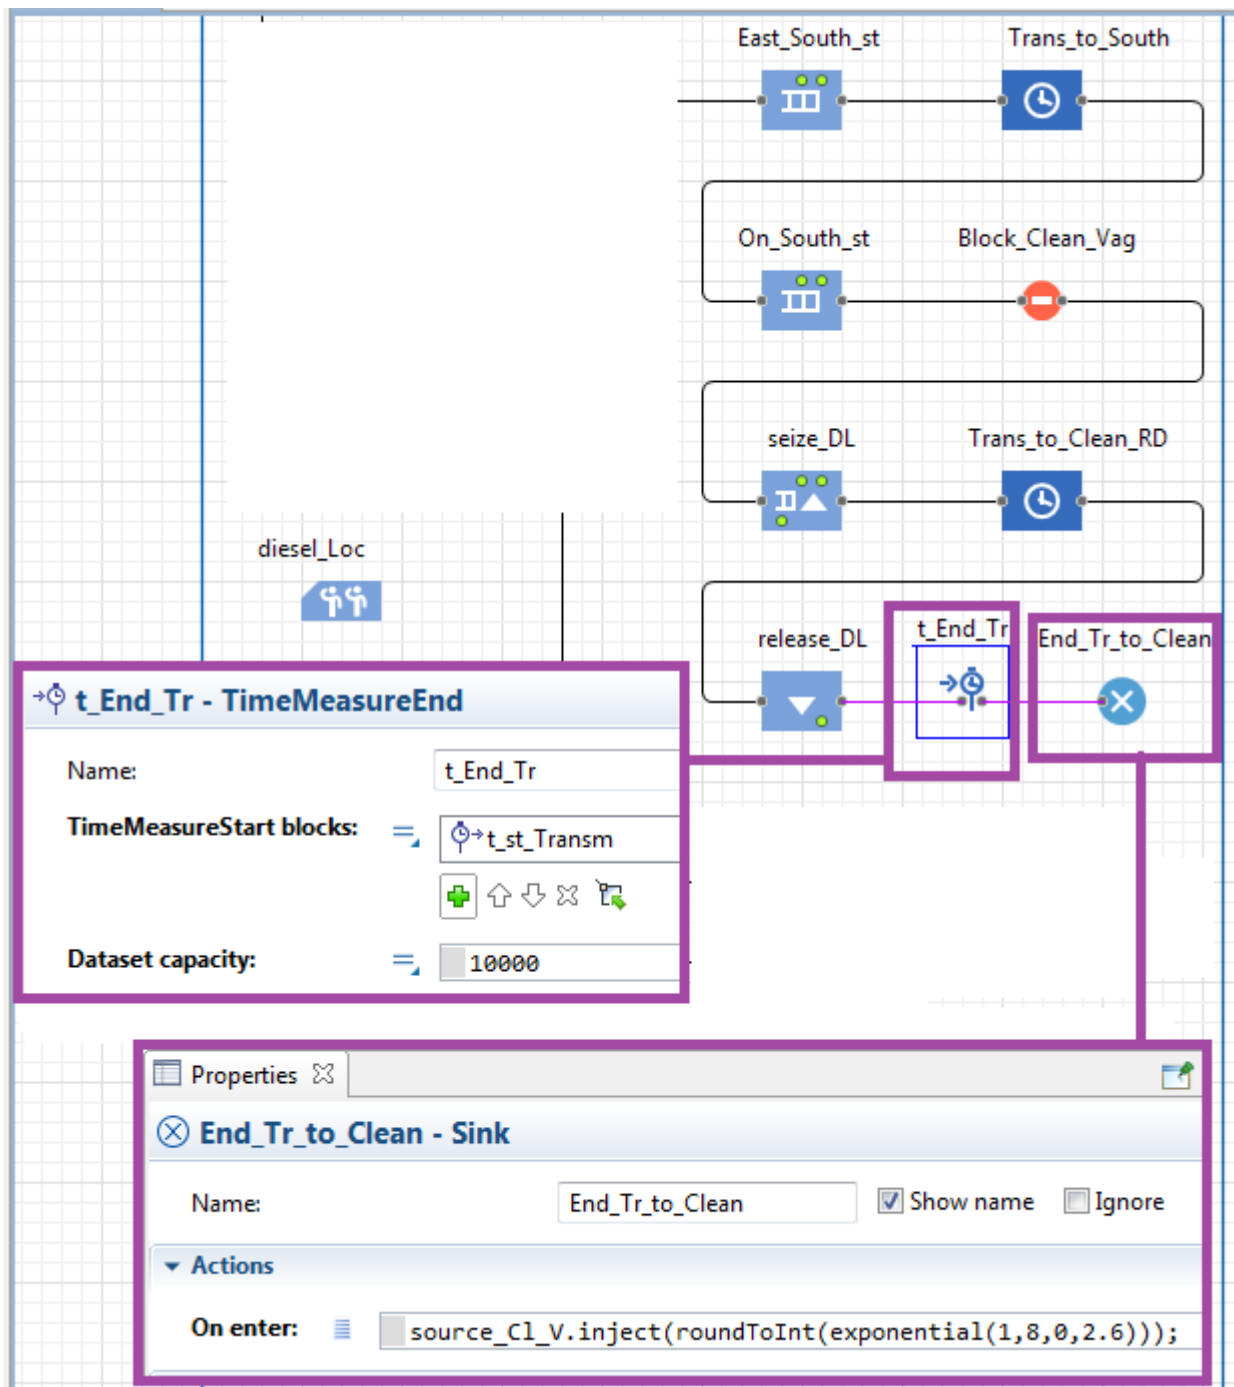 East_South_st
Trans_to_South
On_South_st
Block_Clean_Vag
seize_DL
Trans_to_Clean_RD
diesel_Loc
release_DL
t_End_Tr
End_Tr_to_Clean
t_End_Tr - TimeMeasureEnd
Name:
t_End_Tr
TimeMeasureStart blocks:
t_st_Transm
Dataset capacity:
10000
Properties
End_Tr_to_Clean - Sink
Name:
End_Tr_to_Clean
Show name
Ignore
Actions
On enter:
source_Cl_V.inject(roundToInt(exponential(1,8,0,2.6)));